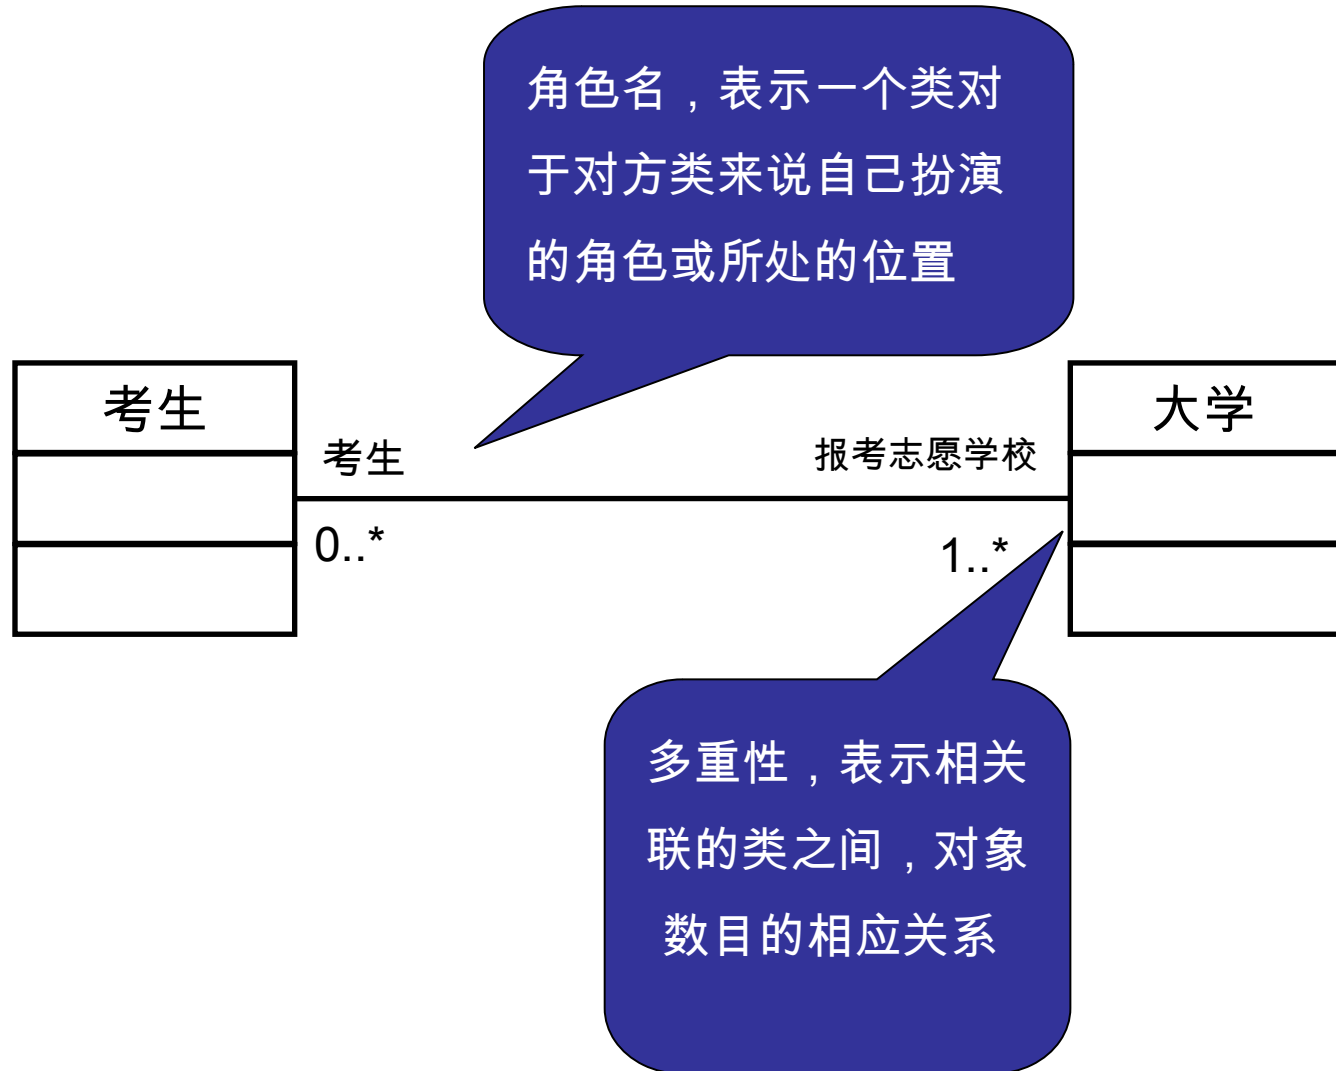 角色名，表示一个类对
于对方类来说自己扮演
的角色或所处的位置
考生
大学
考生
报考志愿学校
0..*
1..*
多重性，表示相关
联的类之间，对象
数目的相应关系